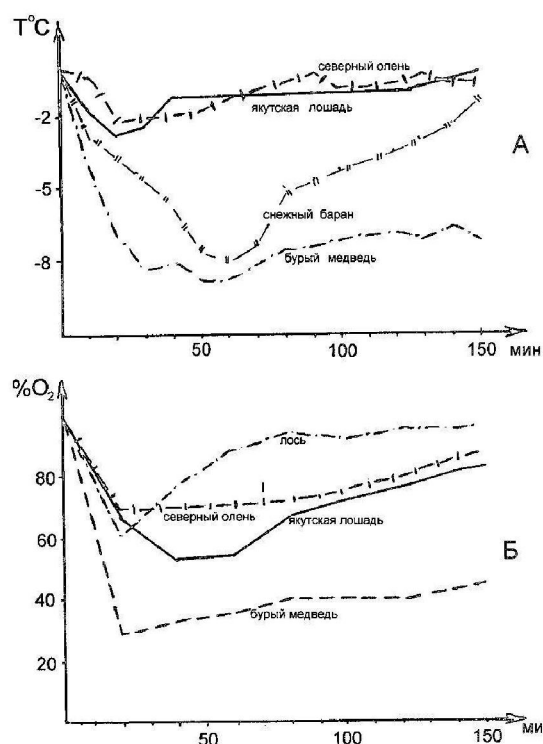 T°C
северный олень
-2
якутская лошадь
А
-5
снежный баран
бурый медведь
-8
50
100
150
мин
%O₂
лось
80
северный олень
якутская лошадь
60
Б
40
бурый медведь
20
50
100
150
ми